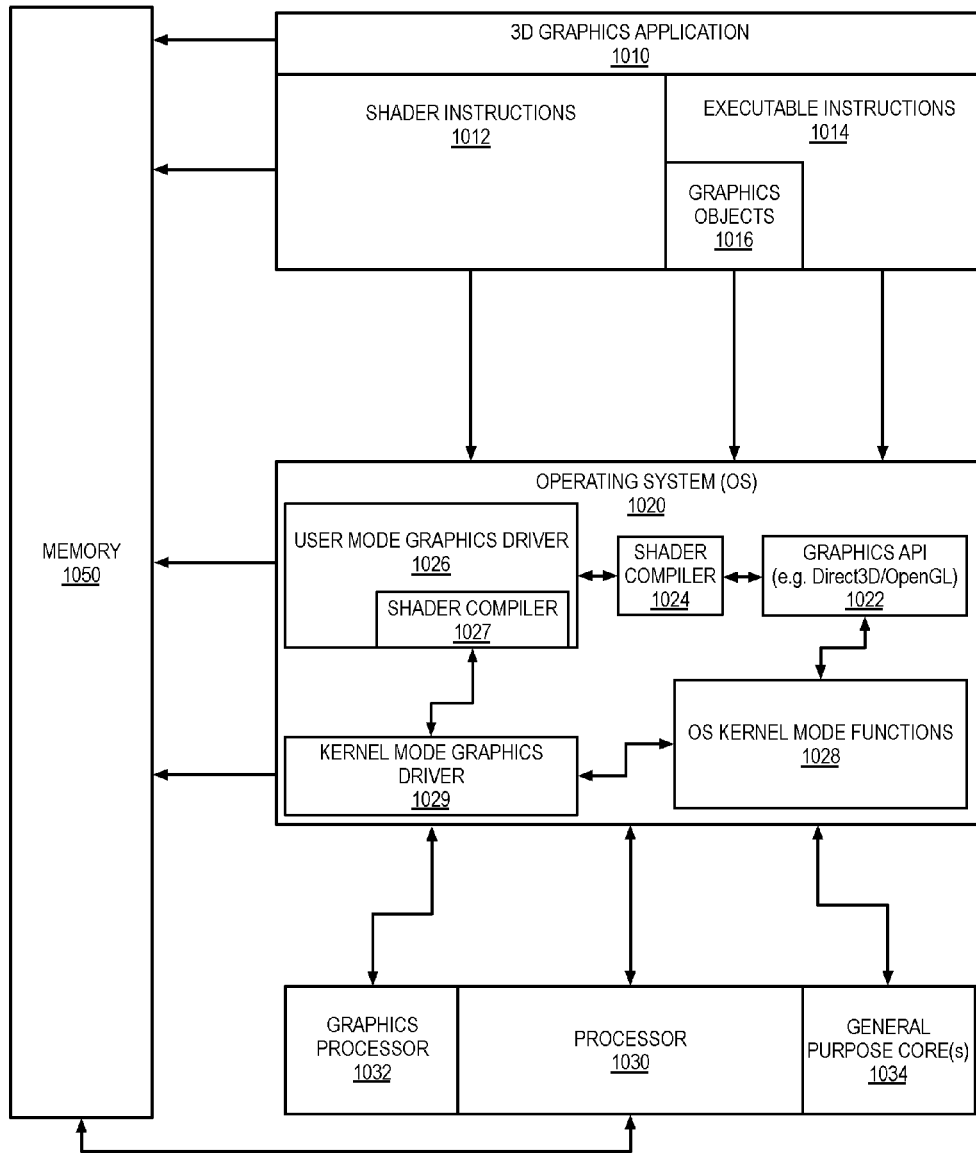 3D GRAPHICS APPLICATION
1010
SHADER INSTRUCTIONS
1012
EXECUTABLE INSTRUCTIONS
1014
GRAPHICS
OBJECTS
1016
MEMORY
1050
OPERATING SYSTEM (OS)
1020
USER MODE GRAPHICS DRIVER
1026
SHADER COMPILER
1027
SHADER
COMPILER
1024
GRAPHICS API
(e.g. Direct3D/OpenGL)
1022
KERNEL MODE GRAPHICS
DRIVER
1029
OS KERNEL MODE FUNCTIONS
1028
GRAPHICS
PROCESSOR
1032
PROCESSOR
1030
GENERAL
PURPOSE CORE(s)
1034